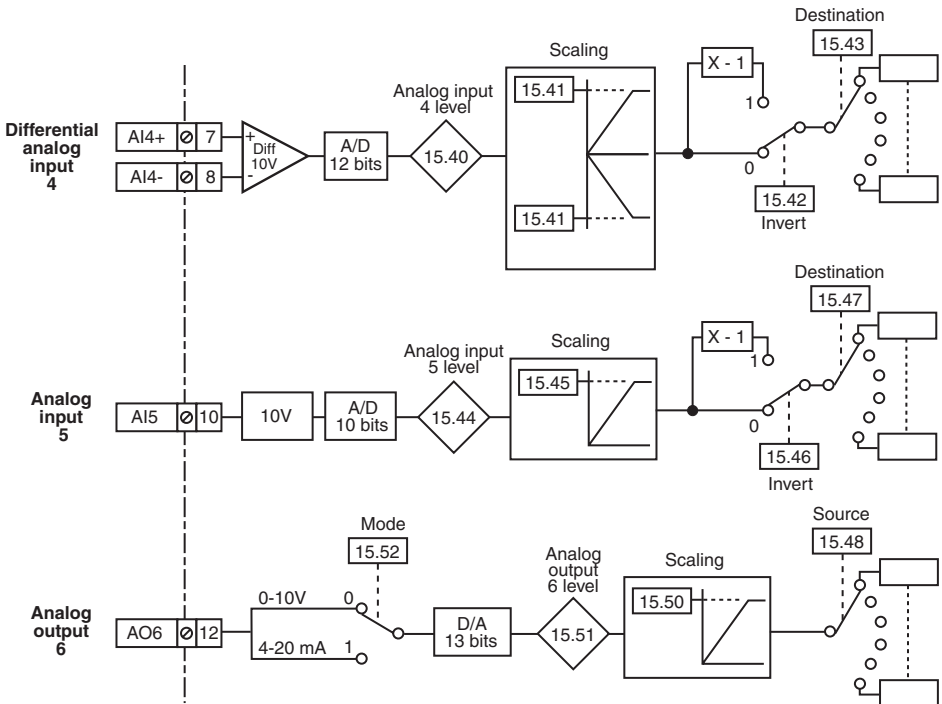 Differential
analog
input
4
AI4+
7
AI4-
8
+
Diff
10V
-
A/D
12 bits
Analog input
4 level
15.40
Scaling
15.41
15.41
X - 1
1
0
15.42
Invert
Destination
15.43
Analog
input
5
AI5
10
10V
A/D
10 bits
Analog input
5 level
15.44
Scaling
15.45
X - 1
1
0
15.46
Invert
Destination
15.47
Analog
output
6
AO6
12
0-10V
0
4-20 mA
1
Mode
15.52
D/A
13 bits
Analog
output
6 level
15.51
Scaling
15.50
Source
15.48